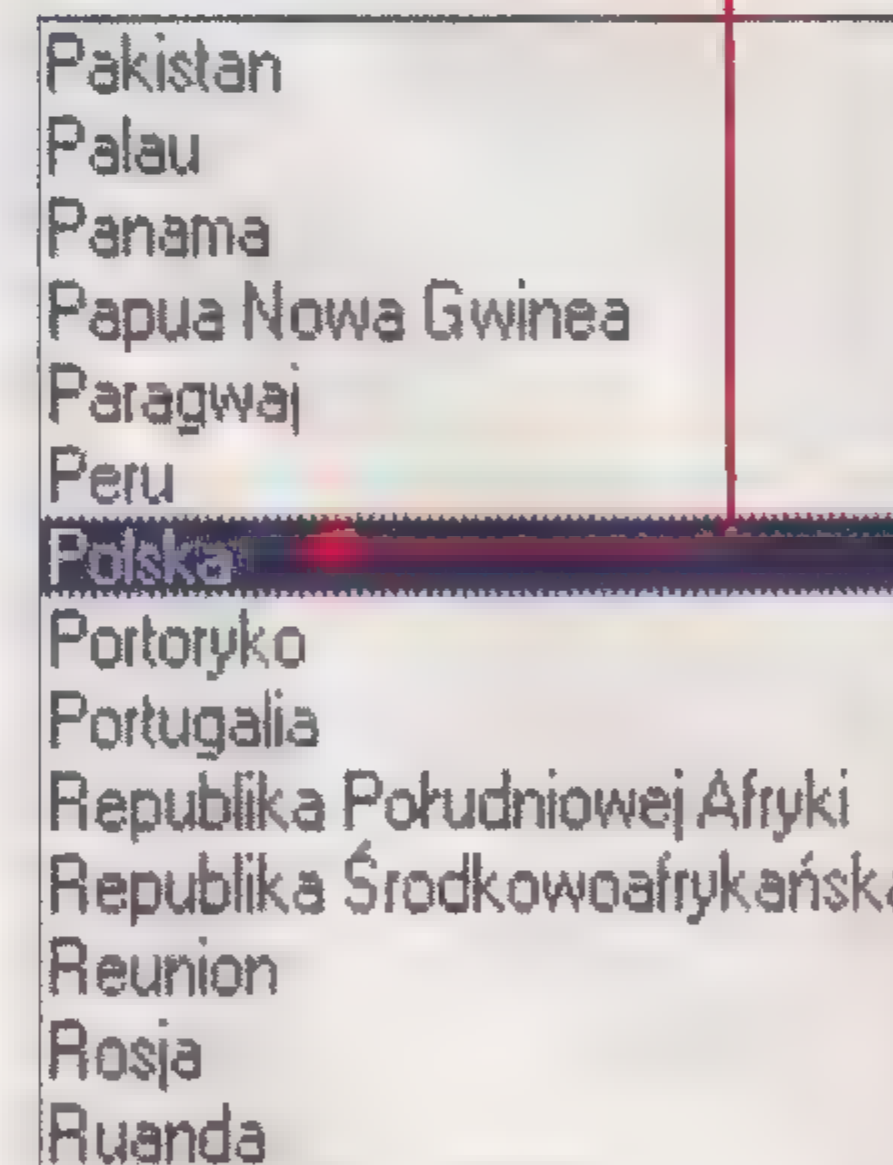 Pakistan
Palau
Panama
Papua Nowa Gwinea
Paragwaj
Peru
Polska
Portoryko
Portugalia
Republika Południowej Afryki
Republika Środkowoafrykańska
Reunion
Rosja
Ruanda